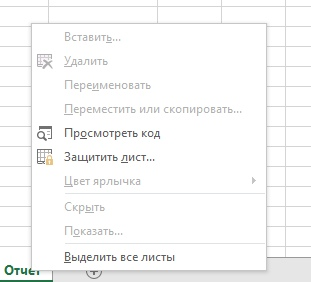 Вставить...
Удалить
Переименовать
Переместить или скопировать...
Просмотреть код
Защитить лист...
Цвет ярлычка
Скрыть
Показать...
Выделить все листы
Отчет